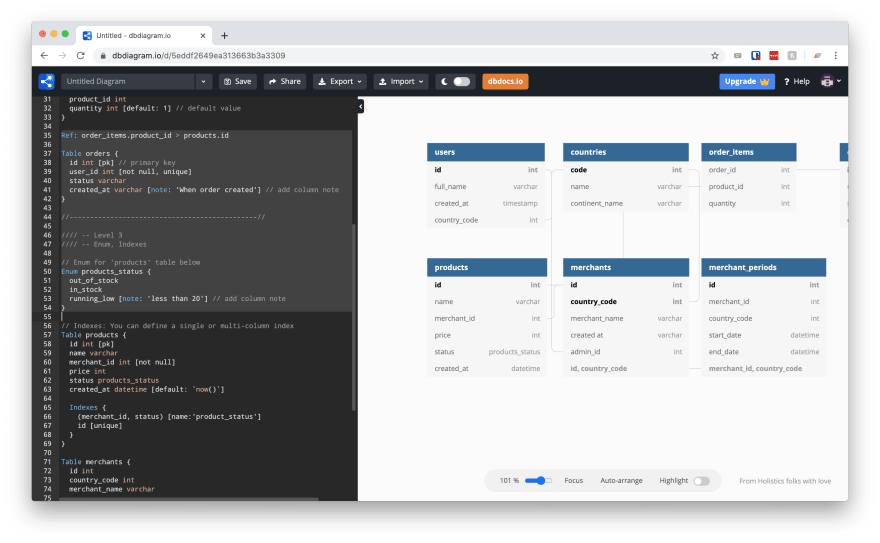 Untitled - dbdiagram.io
dbdiagram.io/d/5eddf2649ea313663b3a3309
Untitled Diagram
Save
Share
Export
Import
dbdocs.io
Upgrade
? Help
31 product_id int
32 quantity int [default: 1] // default value
33 }
34
35 Ref: order_items.product_id > products.id
36
37 Table orders {
38 id int [pk] // primary key
39 user_id int [not null, unique]
40 status varchar
41 created_at varchar [note: 'When order created'] // add column note
42 }
43
44 //----------------------------------------------//
45
46 //// -- Level 3
47 //// -- Enum, Indexes
48
49 // Enum for 'products' table below
50 Enum products_status {
51 out_of_stock
52 in_stock
53 running_low [note: 'less than 20'] // add column note
54 }
55
56 // Indexes: You can define a single or multi-column index
57 Table products {
58 id int [pk]
59 name varchar
60 merchant_id int [not null]
61 price int
62 status products_status
63 created_at datetime [default: `now()`]
64
65 Indexes {
66 (merchant_id, status) [name:'product_status']
67 id [unique]
68 }
69 }
70
71 Table merchants {
72 id int
73 country_code int
74 merchant_name varchar
75
users
id int
full_name varchar
created_at timestamp
country_code int
countries
code int
name varchar
continent_name varchar
order_items
order_id int
product_id int
quantity int
products
id int
name varchar
merchant_id int
price int
status products_status
created_at datetime
merchants
id int
country_code int
merchant_name varchar
created at varchar
admin_id int
id, country_code
merchant_periods
id int
merchant_id int
country_code int
start_date datetime
end_date datetime
merchant_id, country_code
101 %
Focus
Auto-arrange
Highlight
From Holistics folks with love